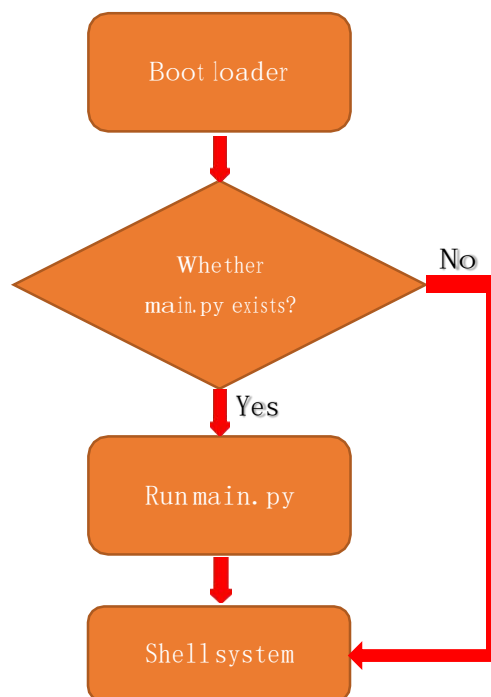 Boot loader
Whether
main.py exists?
No
Yes
Run main. py
Shell system